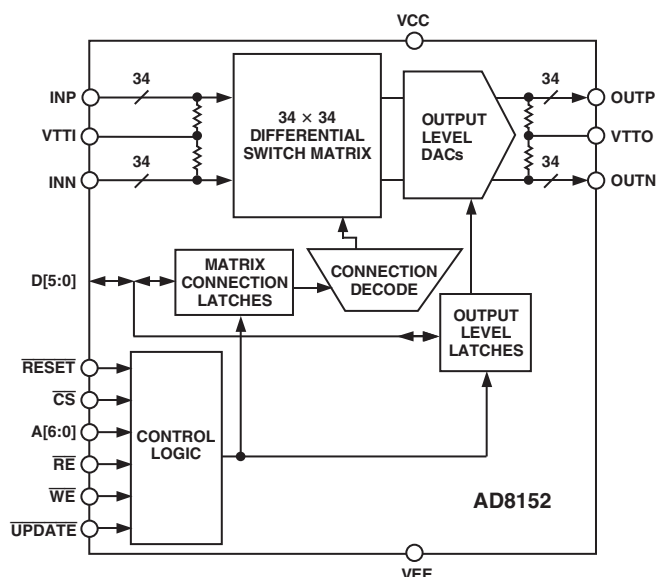 VCC
INP
34
VTTI
INN
34
34 × 34
DIFFERENTIAL
SWITCH MATRIX
OUTPUT
LEVEL
DACs
34
OUTP
VTTO
34
OUTN
D[5:0]
MATRIX
CONNECTION
LATCHES
CONNECTION
DECODE
OUTPUT
LEVEL
LATCHES
RESET
CS
A[6:0]
RE
WE
UPDATE
CONTROL
LOGIC
AD8152
VEE